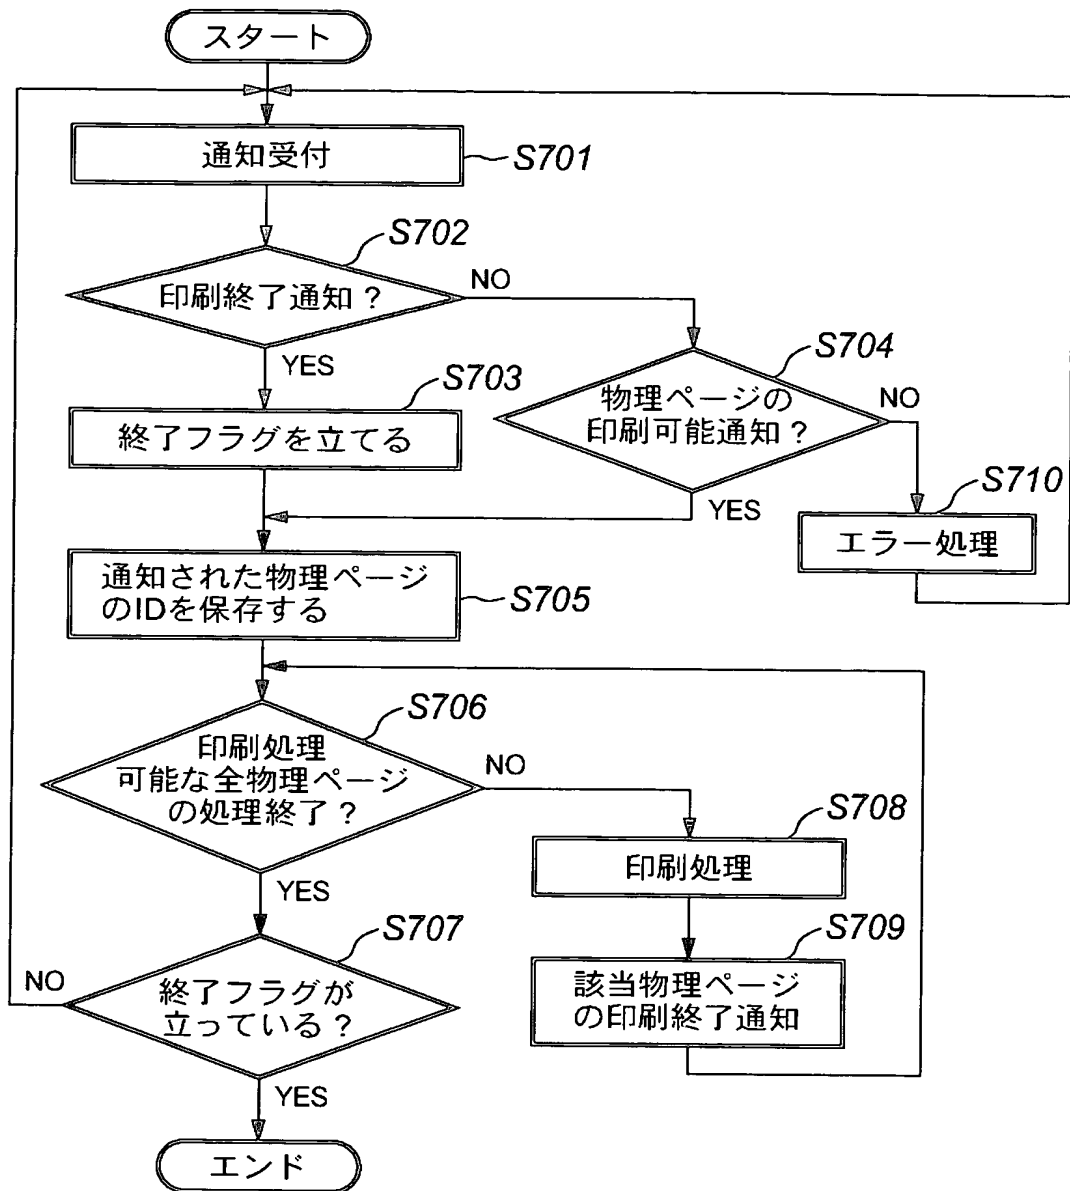 スタート
通知受付
S701
S702
印刷終了通知?
NO
YES
S703
終了フラグを立てる
S704
物理ページの
印刷可能通知?
NO
YES
S710
エラー処理
通知された物理ページ
のIDを保存する
S705
S706
印刷処理
可能な全物理ページ
の処理終了?
NO
YES
S708
印刷処理
S709
該当物理ページ
の印刷終了通知
S707
終了フラグが
立っている?
NO
YES
エンド